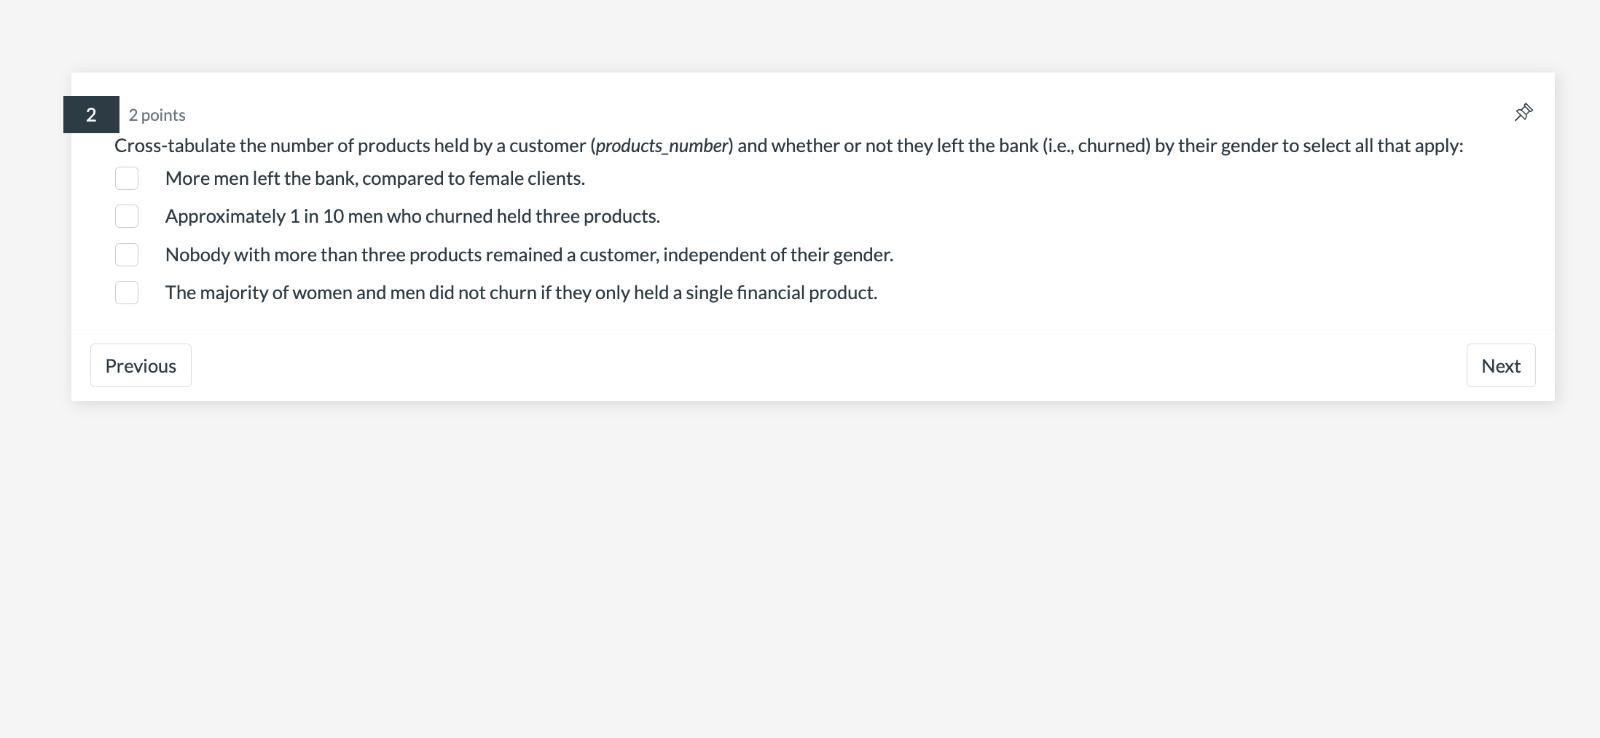 2 2 points
Cross-tabulate the number of products held by a customer (products_number) and whether or not they left the bank (i.e., churned) by their gender to select all that apply:
More men left the bank, compared to female clients.
Approximately 1 in 10 men who churned held three products.
Nobody with more than three products remained a customer, independent of their gender.
The majority of women and men did not churn if they only held a single financial product.
Previous Next